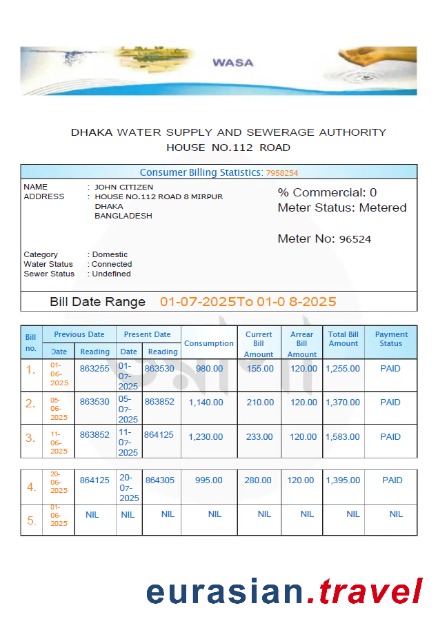 WASA
DHAKA WATER SUPPLY AND SEWERAGE AUTHORITY
HOUSE NO.112 ROAD
Consumer Billing Statistics: 7958254
NAME : JOHN CITIZEN
ADDRESS : HOUSE NO.112 ROAD 8 MIRPUR
DHAKA
BANGLADESH
% Commercial: 0
Meter Status: Metered
Meter No: 96524
Category : Domestic
Water Status : Connected
Sewer Status : Undefined
Bill Date Range 01-07-2025To 01-0 8-2025
Bill no. Previous Date Present Date Consumption Current Bill Amount Arrear Bill Amount Total Bill Amount Payment Status
Date Reading Date Reading
1. 01-06-2025 863255 01-07-2025 863530 980.00 155.00 120.00 1,255.00 PAID
2. 05-06-2025 863530 05-07-2025 863852 1,140.00 210.00 120.00 1,370.00 PAID
3. 11-06-2025 863852 11-07-2025 864125 1,230.00 233.00 120.00 1,583.00 PAID
4. 20-06-2025 864125 20-07-2025 864305 995.00 280.00 120.00 1,395.00 PAID
5. 01-06-2025 NIL NIL NIL NIL NIL NIL NIL NIL
eurasian.travel